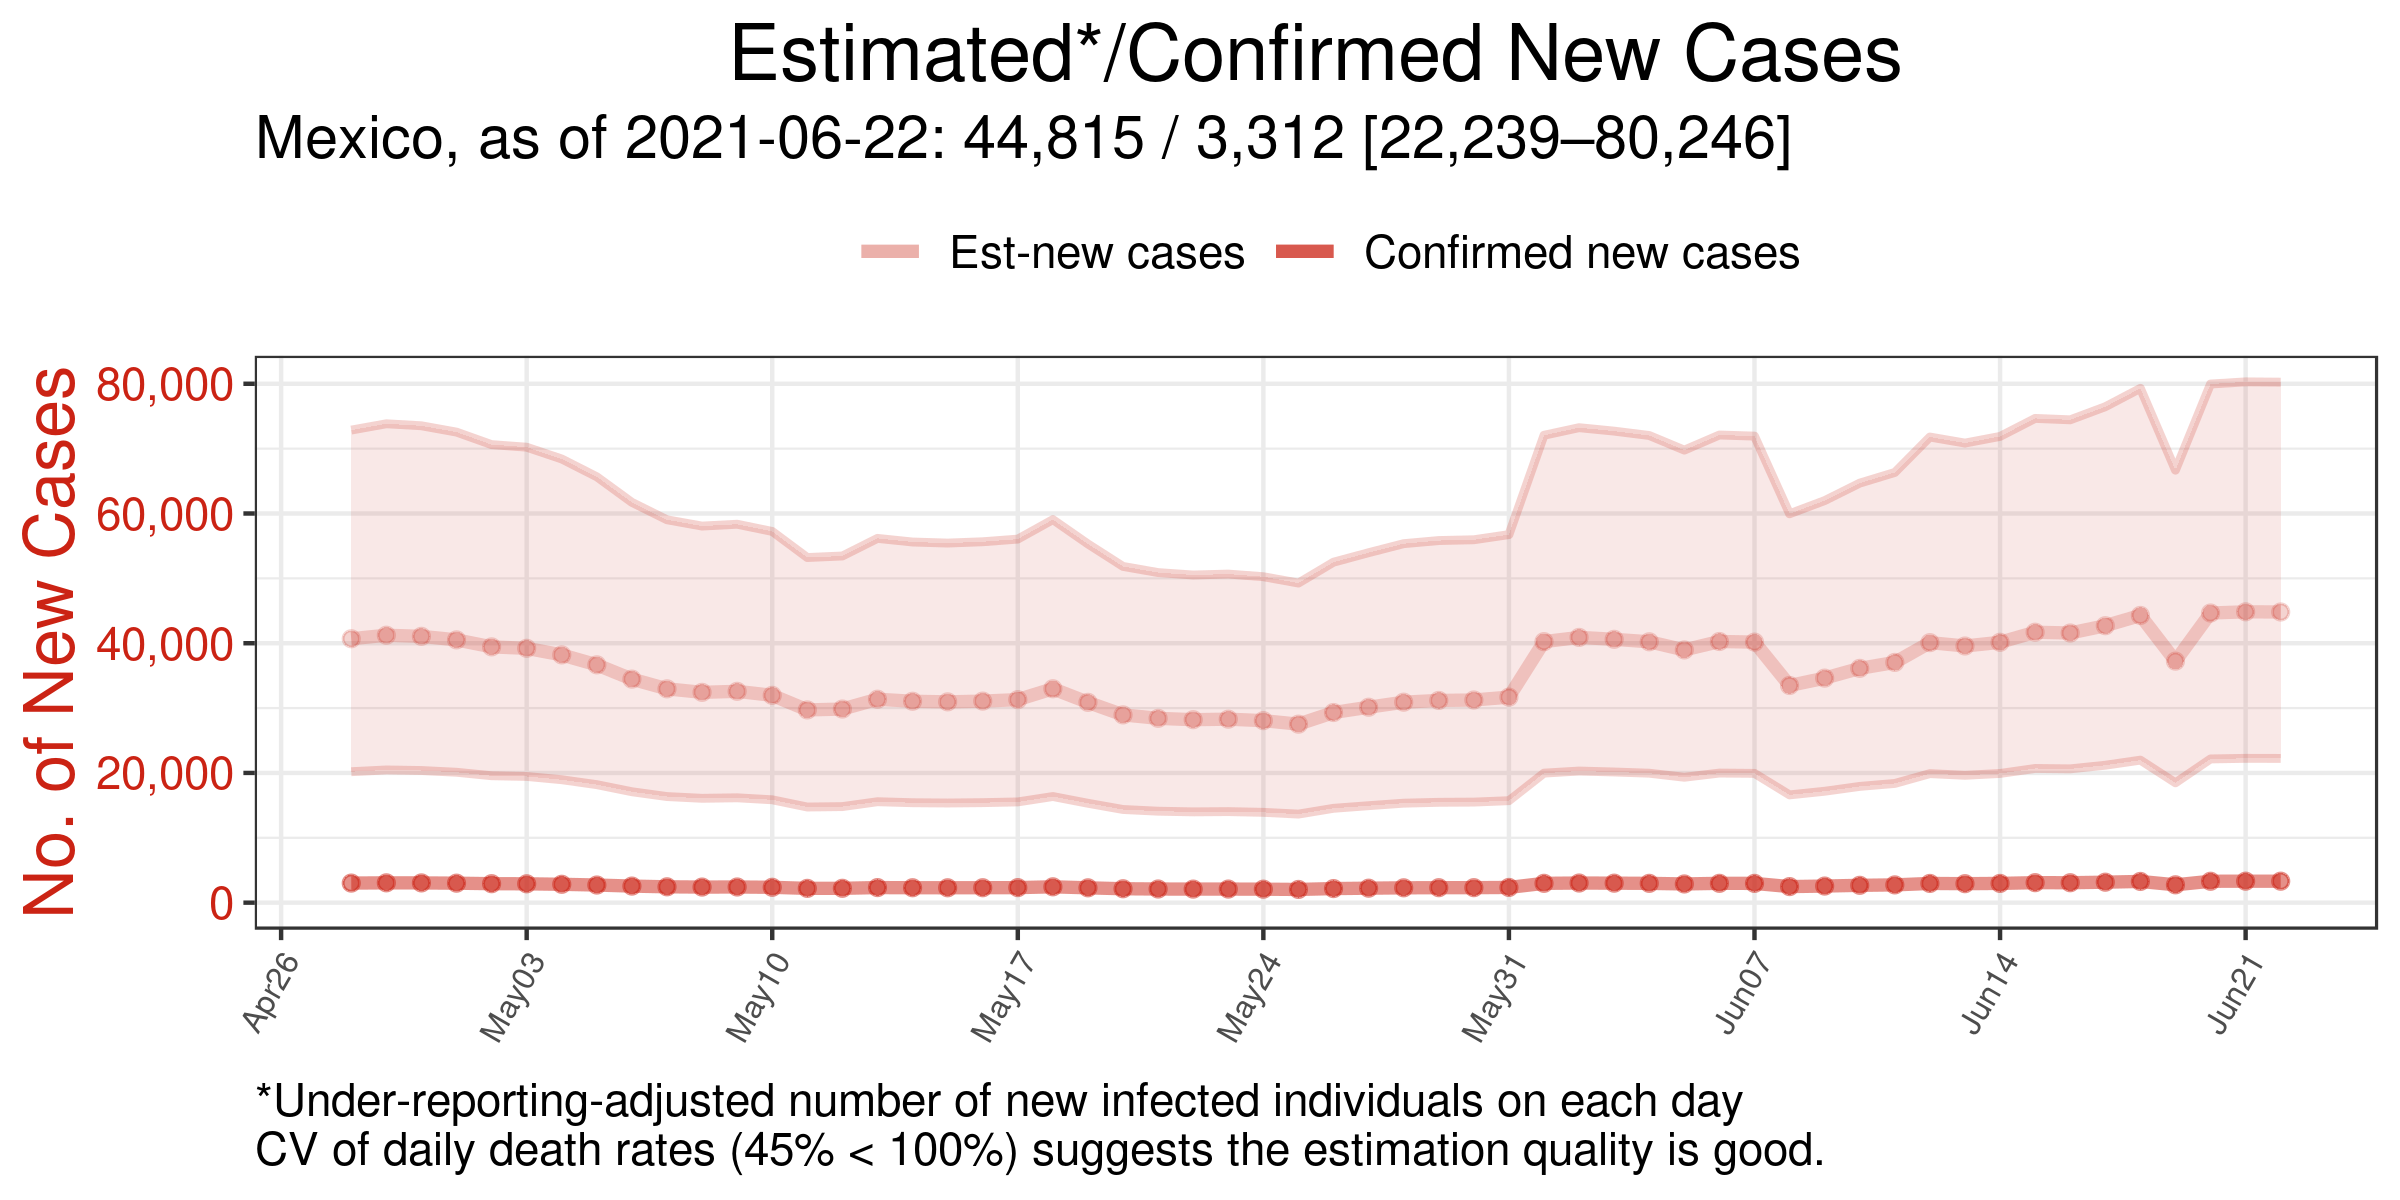 Estimated*/Confirmed New Cases
Mexico, as of 2021-06-22: 44,815 / 3,312 [22,239–80,246]
Est-new cases
Confirmed new cases
No. of New Cases
80,000
60,000
40,000
20,000
0
Apr26
May03
May10
May17
May24
May31
Jun07
Jun14
Jun21
*Under-reporting-adjusted number of new infected individuals on each day
CV of daily death rates (45% < 100%) suggests the estimation quality is good.